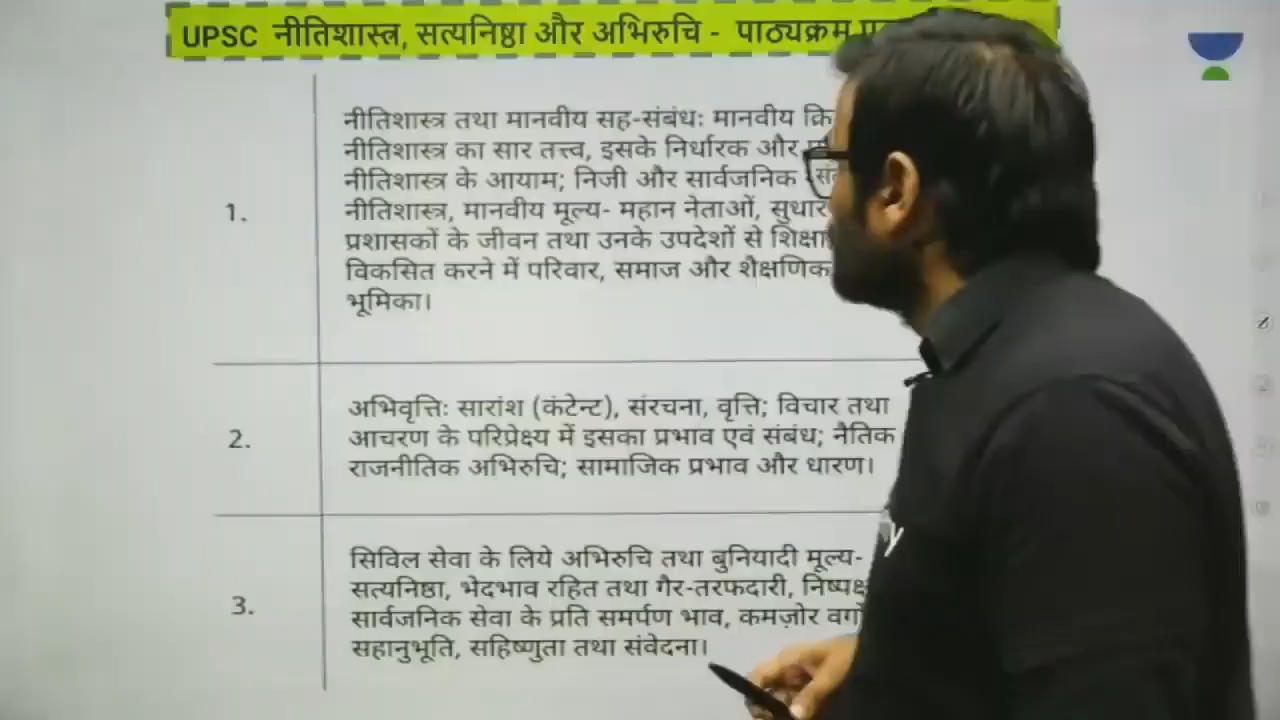 UPSC नीतिशास्त्र, सत्यनिष्ठा और अभिरुचि - पाठ्यक्रम
1.
नीतिशास्त्र तथा मानवीय सह-संबंधः मानवीय
नीतिशास्त्र का सार तत्त्व, इसके निर्धारक और
नीतिशास्त्र के आयाम; निजी और सार्वजनिक
नीतिशास्त्र, मानवीय मूल्य- महान नेताओं,
प्रशासकों के जीवन तथा उनके उपदेशों से शिक्षा
विकसित करने में परिवार, समाज और शैक्षणिक
भूमिका।
2.
अभिवृत्तिः सारांश (कंटेन्ट), संरचना, वृत्ति; विचार तथा
आचरण के परिप्रेक्ष्य में इसका प्रभाव एवं संबंध; नैतिक
राजनीतिक अभिरुचि; सामाजिक प्रभाव और धारण।
3.
सिविल सेवा के लिये अभिरुचि तथा बुनियादी मूल्य-
सत्यनिष्ठा, भेदभाव रहित तथा गैर-तरफदारी,
सार्वजनिक सेवा के प्रति समर्पण भाव, कमज़ोर
सहानुभूति, सहिष्णुता तथा संवेदना।